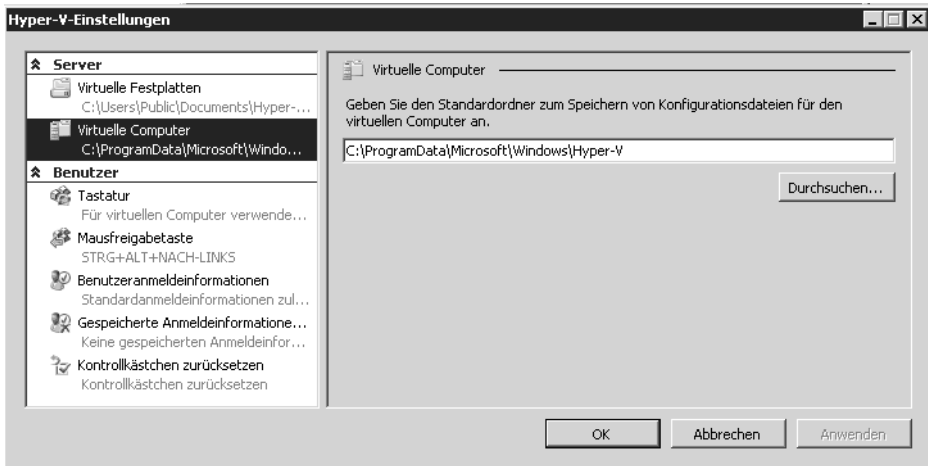 Hyper-V-Einstellungen
Server
Virtuelle Festplatten
C:\Users\Public\Documents\Hyper-...
Virtuelle Computer
C:\ProgramData\Microsoft\Windo...
Benutzer
Tastatur
Für virtuellen Computer verwende...
Mausfreigabetaste
STRG+ALT+NACH-LINKS
Benutzeranmeldeinformationen
Standardanmeldeinformationen zul...
Gespeicherte Anmeldeinformatione...
Keine gespeicherten Anmeldeinfor...
Kontrollkästchen zurücksetzen
Kontrollkästchen zurücksetzen
Virtuelle Computer
Geben Sie den Standardordner zum Speichern von Konfigurationsdateien für den
virtuellen Computer an.
C:\ProgramData\Microsoft\Windows\Hyper-V
Durchsuchen...
OK
Abbrechen
Anwenden